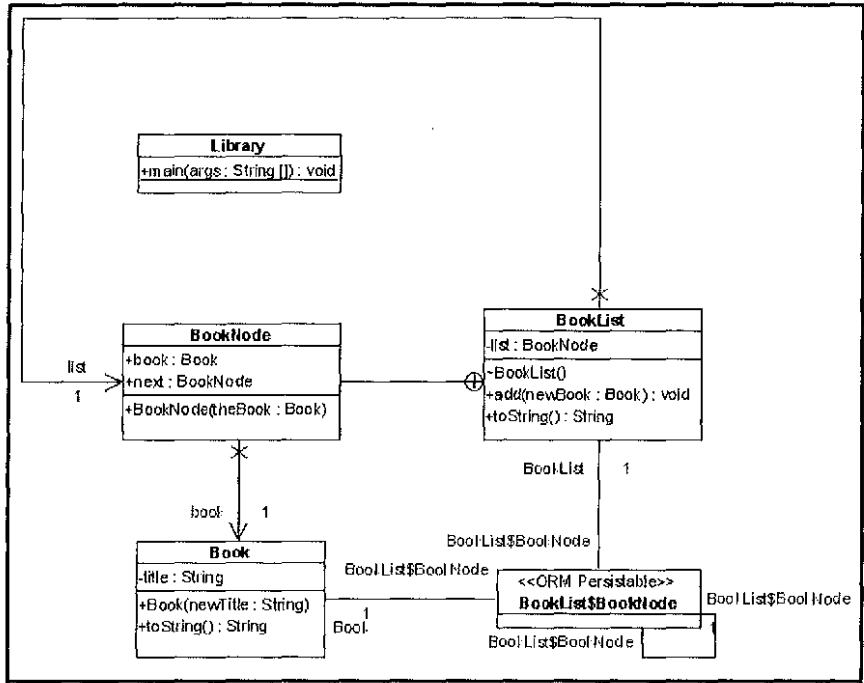 Library
+main(args : String []) : void
BookNode
+book : Book
+next : BookNode
+BookNode(theBook : Book)
BookList
-list : BookNode
~BookList()
+add(newBook : Book) : void
+toString() : String
list
1
book
1
BookList
1
Book
-title : String
+Book(newTitle : String)
+toString() : String
BookList$BookNode
BookList$BookNode
1
Book
<<ORM Persistable>>
BookList$BookNode
BookList$BookNode
1
BookList$BookNode